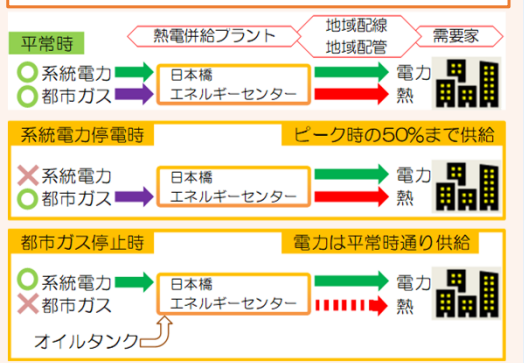 平常時
熱電併給プラント
地域配線
地域配管
需要家
○系統電力
○都市ガス
日本橋
エネルギーセンター
電力
熱
系統電力停電時
ピーク時の50%まで供給
×系統電力
○都市ガス
日本橋
エネルギーセンター
電力
熱
都市ガス停止時
電力は平常時通り供給
○系統電力
×都市ガス
日本橋
エネルギーセンター
電力
熱
オイルタンク